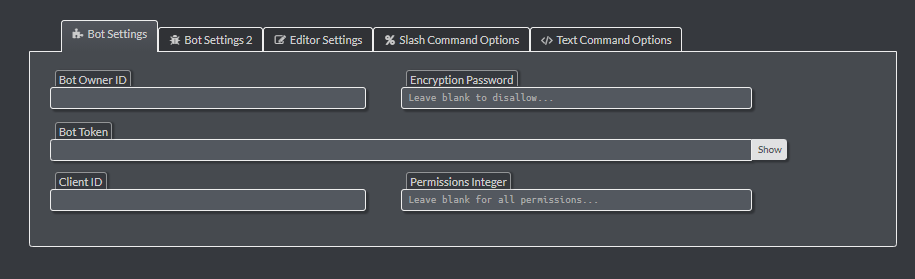 Bot Settings Bot Settings 2 Editor Settings Slash Command Options Text Command Options
Bot Owner ID Encryption Password
Leave blank to disallow...
Bot Token
Show
Client ID Permissions Integer
Leave blank for all permissions...